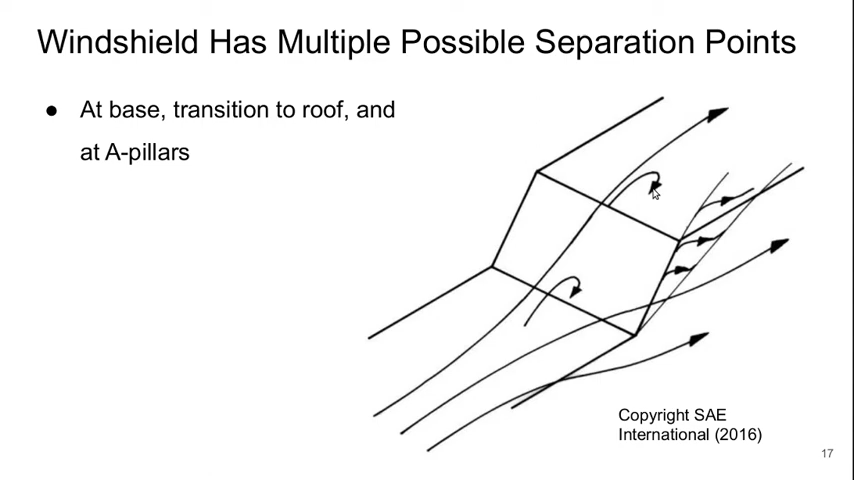 Windshield Has Multiple Possible Separation Points
● At base, transition to roof, and
at A-pillars
Copyright SAE
International (2016)
17